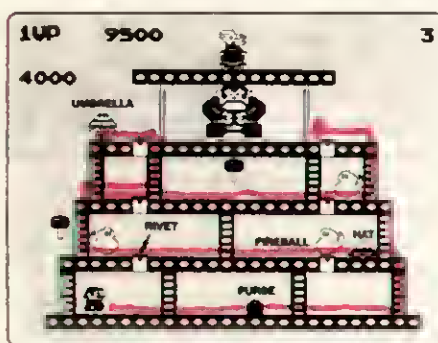 1UP 9500 3
4000
UMBRELLA
RIVET
FIREBALL HAT
PURSE